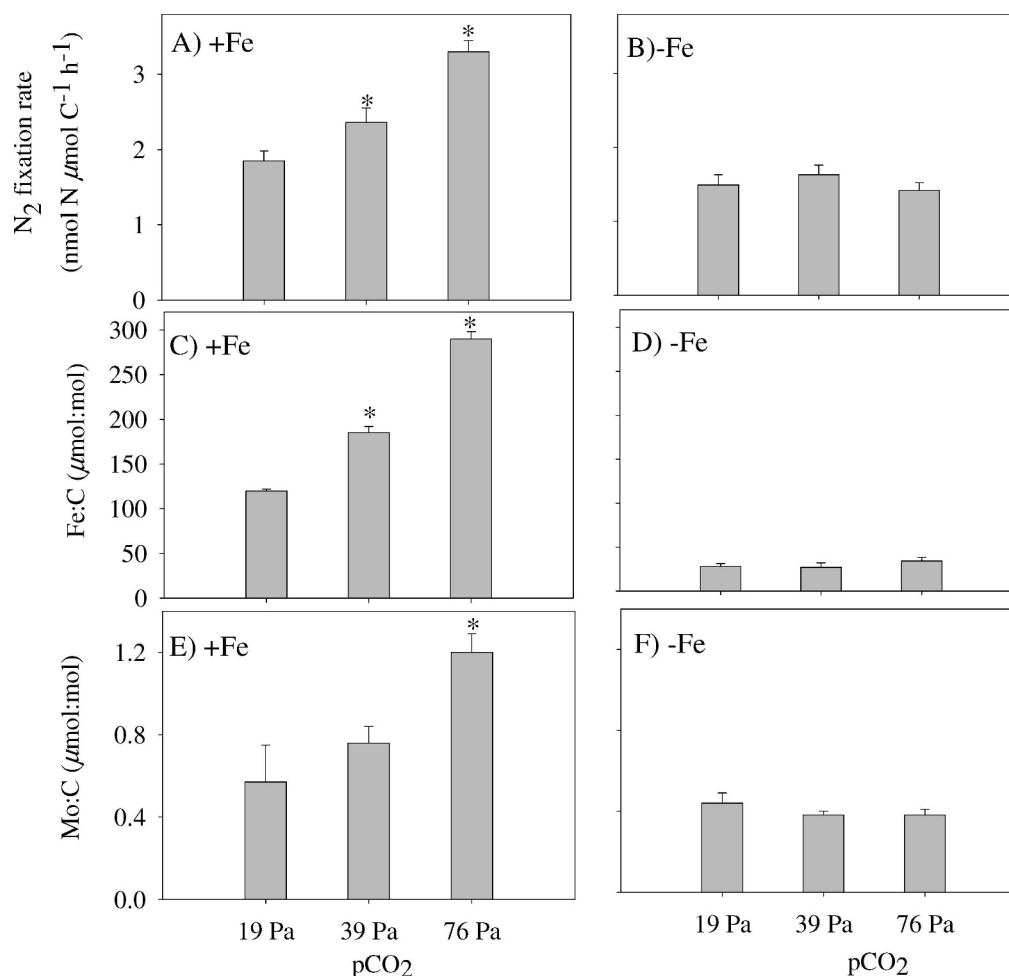 A) +Fe
B)-Fe
N2 fixation rate
(nmol N μmol C-1 h-1)
3
2
1
0
*
*
C) +Fe
D) -Fe
Fe:C (μmol:mol)
300
250
200
150
100
50
0
*
*
E) +Fe
F) -Fe
Mo:C (μmol:mol)
1.2
0.8
0.4
0.0
*
19 Pa 39 Pa 76 Pa
pCO2
19 Pa 39 Pa 76 Pa
pCO2